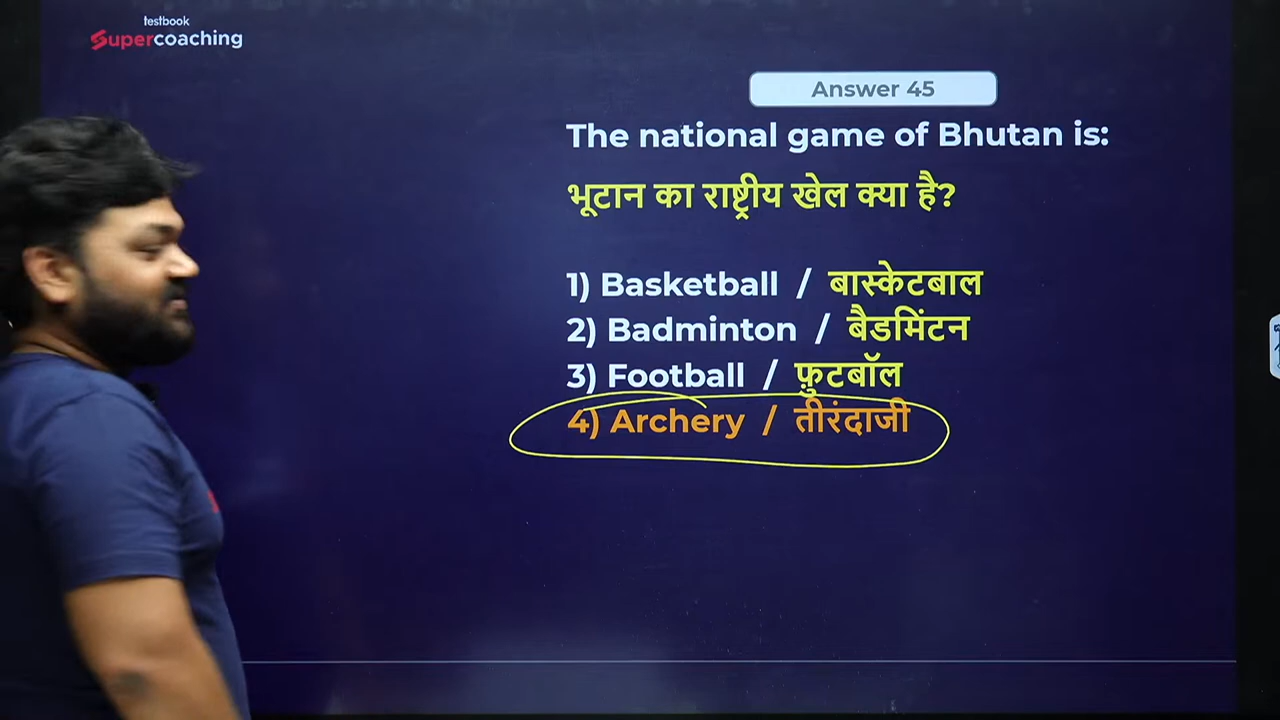 testbook
Supercoaching
Answer 45
The national game of Bhutan is:
भूटान का राष्ट्रीय खेल क्या है?
1) Basketball / बास्केटबाल
2) Badminton / बैडमिंटन
3) Football / फ़ुटबॉल
4) Archery / तीरंदाजी